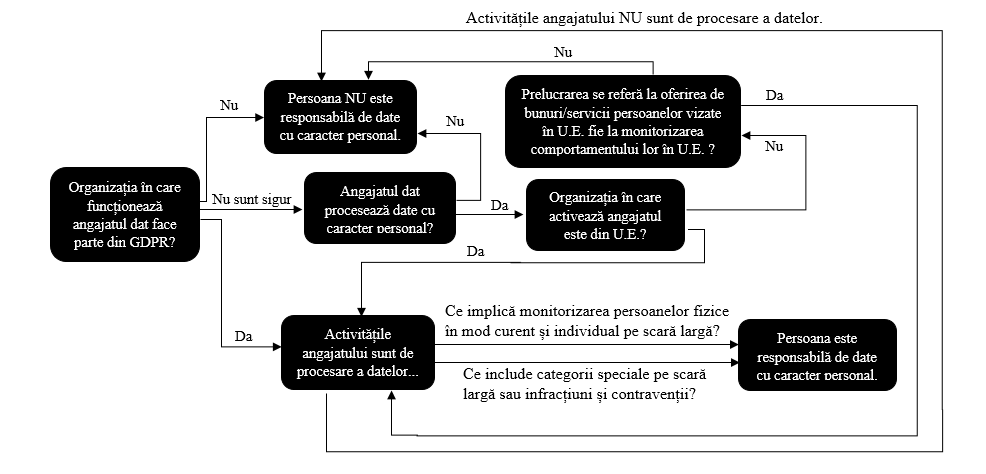 Activitățile angajatului NU sunt de procesare a datelor.
Nu
Persoana NU este
responsabilă de date
cu caracter personal.
Prelucrarea se referă la oferirea de
bunuri/servicii persoanelor vizate
în U.E. fie la monitorizarea
comportamentului lor în U.E. ?
Da
Nu
Nu
Nu
Organizația în care
funcționează
angajatul dat face
parte din GDPR?
Nu sunt sigur
Angajatul dat
procesează date cu
caracter personal?
Da
Organizația în care
activează angajatul
este din U.E.?
Da
Da
Activitățile
angajatului sunt de
procesare a datelor...
Ce implică monitorizarea persoanelor fizice
în mod curent și individual pe scară largă?
Ce include categorii speciale pe scară
largă sau infracțiuni și contravenții?
Persoana este
responsabilă de date
cu caracter personal.